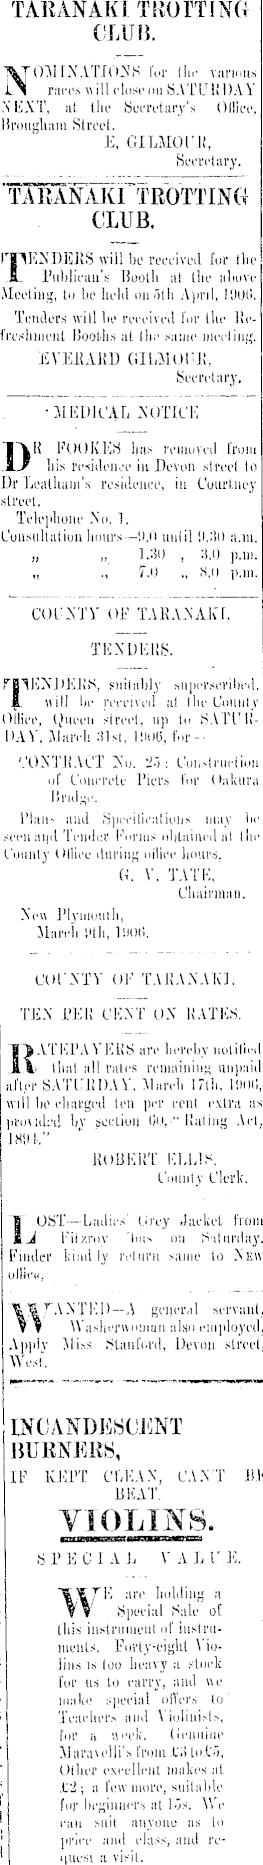 TARANAKI TROTTING
CLUB.
NOMINATIONS for the various
races will close on SATURDAY
NEXT, at the Secretary's Office,
Brougham Street.
E. GILMOUR,
Secretary.
TARANAKI TROTTING
CLUB.
TENDERS will be received for the
Publican's Booth at the above
Meeting, to be held on 5th April, 1906.
Tenders will be received for the Re-
freshment Booths at the same meeting.
EVERARD GILMOUR,
Secretary.
MEDICAL NOTICE
DR FOOKES has removed from
his residence in Devon street to
Dr Leatham's residence, in Courtney
street.
Telephone No. 1.
Consultation hours—9.0 until 9.30 a.m.
„ „ 1.30 , 3.0 p.m.
„ „ 7.0 „ 8.0 p.m.
COUNTY OF TARANAKI.
TENDERS.
TENDERS, suitably superscribed,
will be received at the County
Office, Queen street, up to SATUR-
DAY, March 31st, 1906, for—
CONTRACT No. 25: Construction
of Concrete Piers for Oakura
Bridge.
Plans and Specifications may be
seen and Tender Forms obtained at the
County Office during office hours.
G. V. TATE,
Chairman.
New Plymouth,
March 9th, 1906.
COUNTY OF TARANAKI.
TEN PER CENT ON RATES.
RATEPAYERS are hereby notified
that all rates remaining unpaid
after SATURDAY, March 17th, 1906,
will be charged ten per cent extra as
provided by section 60, "Rating Act,
1894."
ROBERT ELLIS,
County Clerk.
LOST—Ladies' Grey Jacket from
Fitzroy 'bus on Saturday.
Finder kindly return same to NEWS
office.
WANTED—A general servant,
Washerwoman also employed,
Apply Miss Stanford, Devon street
West.
INCANDESCENT
BURNERS,
IF KEPT CLEAN, CAN'T BE
BEAT.
VIOLINS.
SPECIAL VALUE.
WE are holding a
Special Sale of
this instrument of instru-
ments. Forty-eight Vio-
lins is too heavy a stock
for us to carry, and we
make special offers to
Teachers and Violinists,
for a week. Genuine
Maravelli's from £3 to £5,
Other excellent makes at
£2; a few more, suitable
for beginners at 15s. We
can suit anyone as to
price and class, and re-
quest a visit.